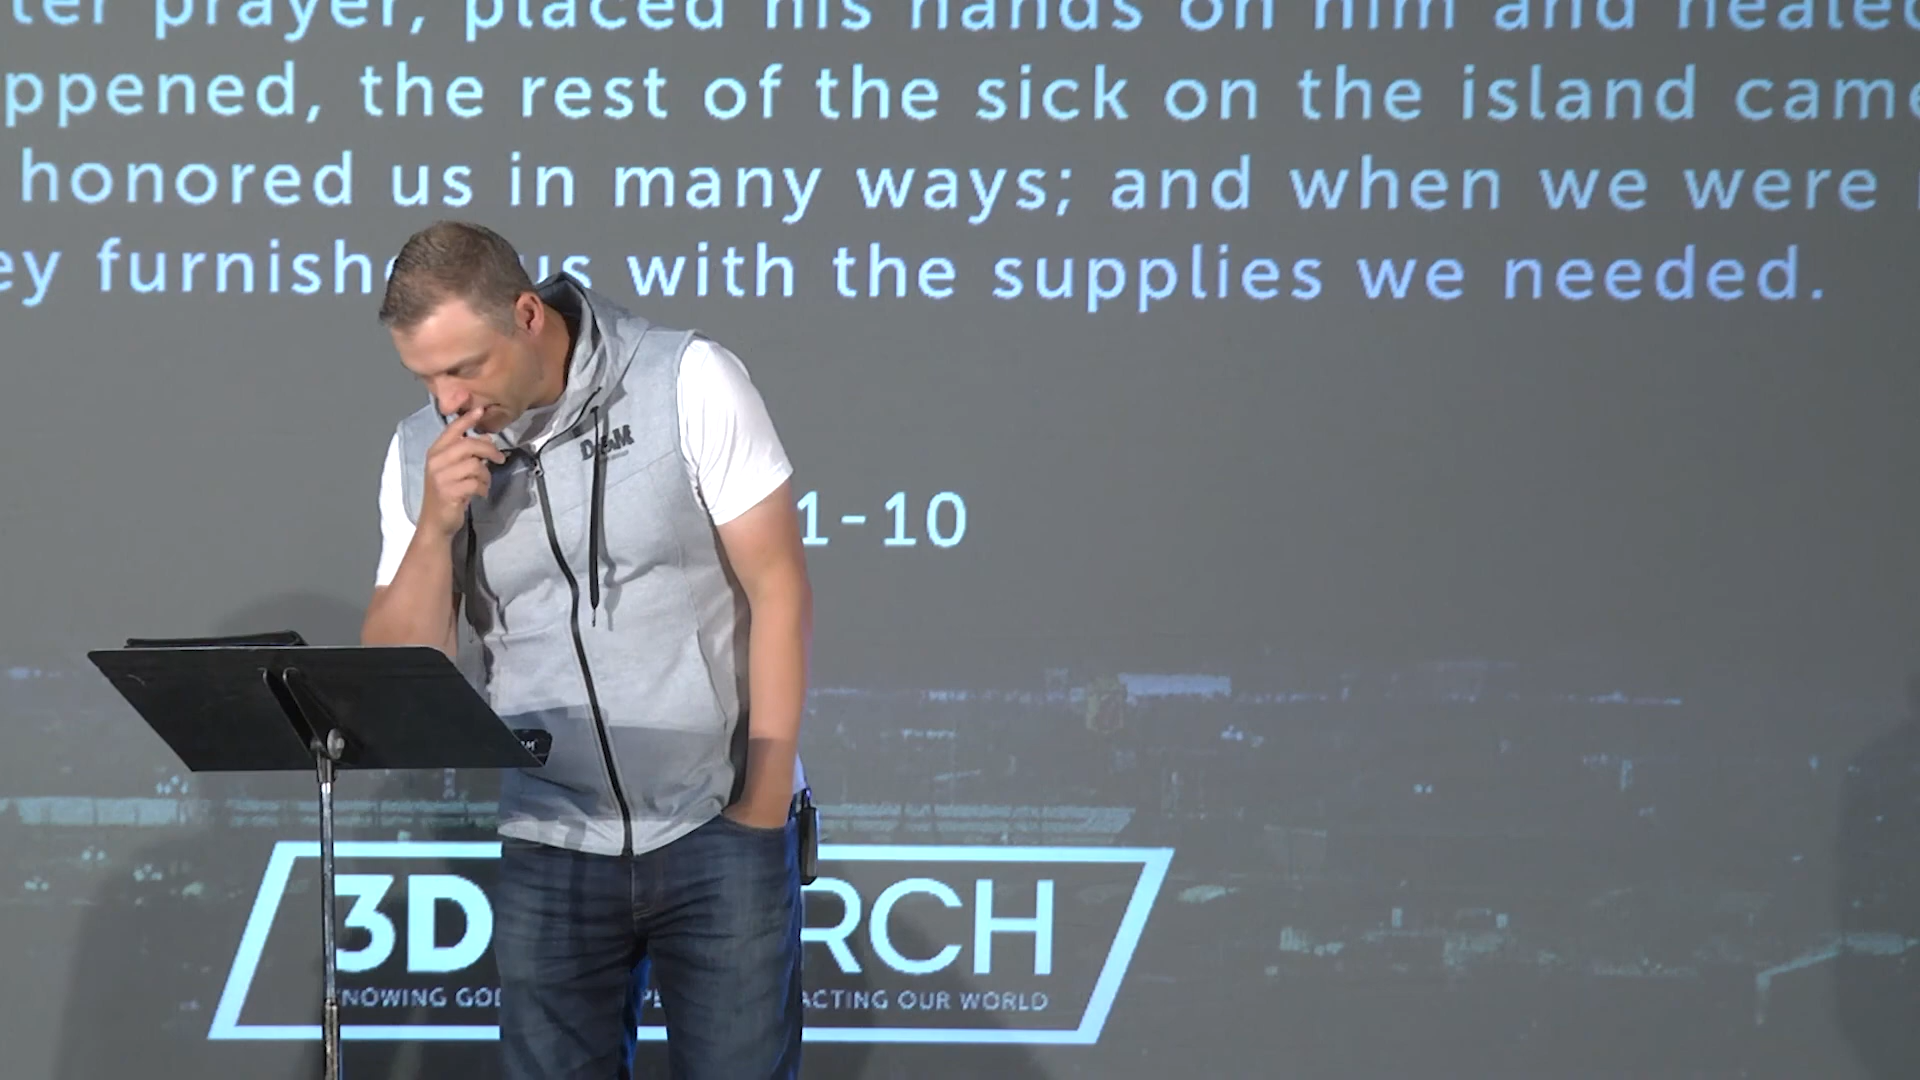 ter prayer, placed his hands on him and healed
ppened, the rest of the sick on the island came
honored us in many ways; and when we were
ey furnishe us with the supplies we needed.
1-10
3D RCH
KNOWING GOD ACTING OUR WORLD